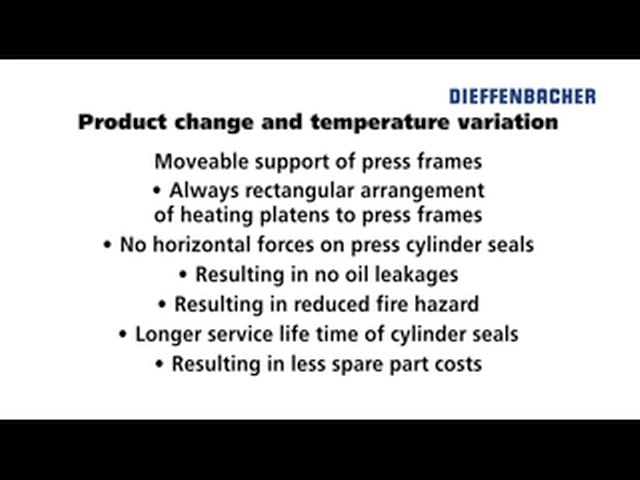 DIEFFENBACHER
Product change and temperature variation
Moveable support of press frames
• Always rectangular arrangement
of heating platens to press frames
• No horizontal forces on press cylinder seals
• Resulting in no oil leakages
• Resulting in reduced fire hazard
• Longer service life time of cylinder seals
• Resulting in less spare part costs